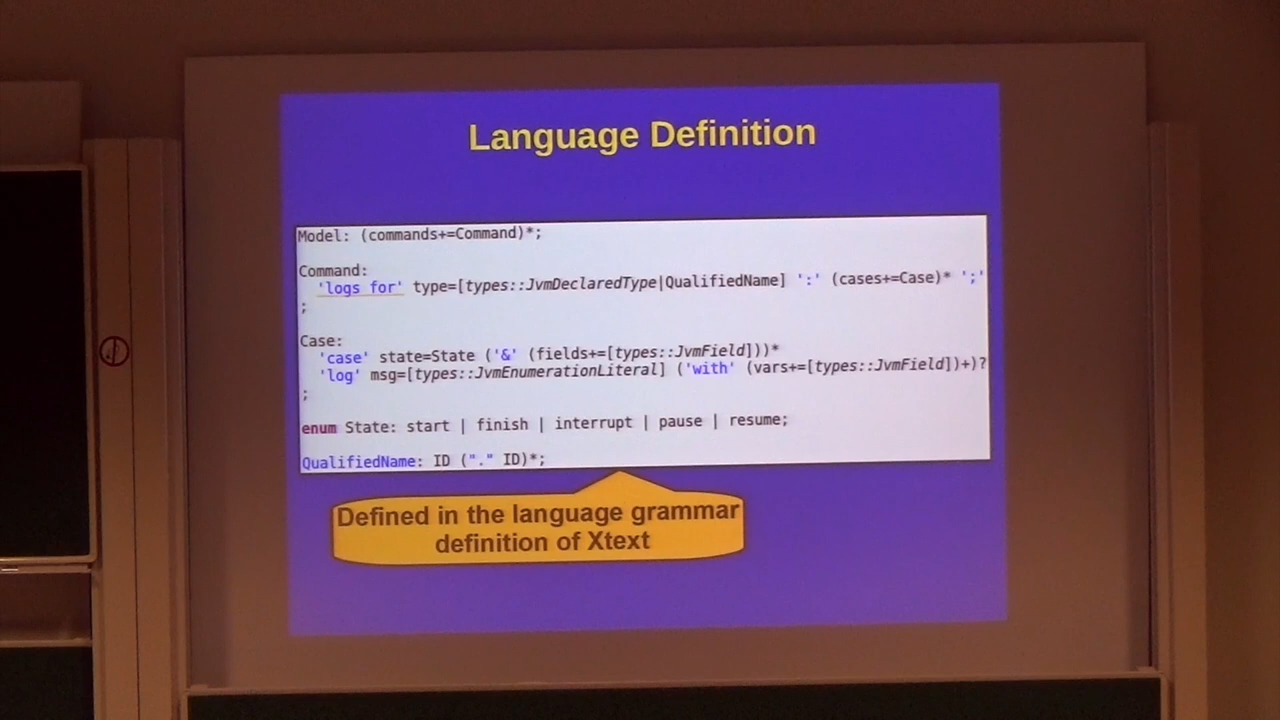 Language Definition
Model: (commands+=Command)*;
Command:
'logs for' type=[types::JvmDeclaredType|QualifiedName] ':' (cases+=Case)* ';'
;
Case:
'case' state=State ('&' (fields+=[types::JvmField]))*
'log' msg=[types::JvmEnumerationLiteral] ('with' (vars+=[types::JvmField])+)?
;
enum State: start | finish | interrupt | pause | resume;
QualifiedName: ID ("." ID)*;
Defined in the language grammar
definition of Xtext